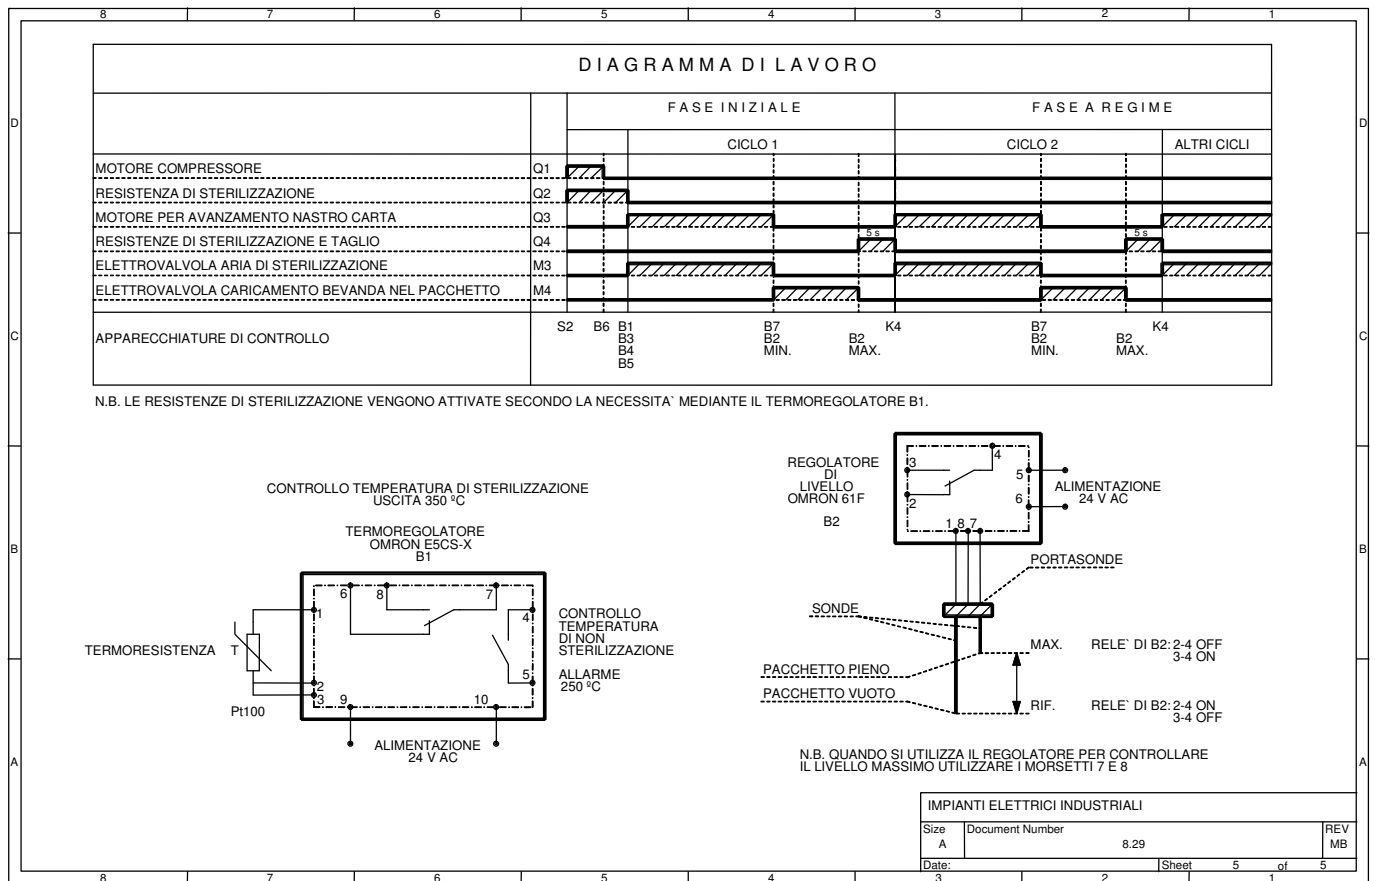 8 7 6 5 4 3 2 1
D I A G R A M M A D I L A V O R O
F A S E I N I Z I A L E
F A S E A R E G I M E
D
D
CICLO 1
CICLO 2
ALTRI CICLI
MOTORE COMPRESSORE Q1
RESISTENZA DI STERILIZZAZIONE Q2
MOTORE PER AVANZAMENTO NASTRO CARTA Q3
5 s
5 s
RESISTENZE DI STERILIZZAZIONE E TAGLIO Q4
ELETTROVALVOLA ARIA DI STERILIZZAZIONE M3
ELETTROVALVOLA CARICAMENTO BEVANDA NEL PACCHETTO M4
APPARECCHIATURE DI CONTROLLO
S2 B6 B1 B7 K4 B7 K4
B3 B2 B2 B2 B2
B4 MIN. MAX. MIN. MAX.
B5
C
C
N.B. LE RESISTENZE DI STERILIZZAZIONE VENGONO ATTIVATE SECONDO LA NECESSITA` MEDIANTE IL TERMOREGOLATORE B1.
CONTROLLO TEMPERATURA DI STERILIZZAZIONE
USCITA 350 ºC
TERMOREGOLATORE
OMRON E5CS-X
B1
6 8 7
1
4
TERMORESISTENZA
T
2
3
5
9
10
Pt100
CONTROLLO
TEMPERATURA
DI NON
STERILIZZAZIONE
ALLARME
250 ºC
ALIMENTAZIONE
24 V AC
REGOLATORE
DI
LIVELLO
OMRON 61F
B2
3
4
5
2
6
1 8 7
ALIMENTAZIONE
24 V AC
B
B
PORTASONDE
SONDE
PACCHETTO PIENO
PACCHETTO VUOTO
MAX.
RELE` DI B2: 2-4 OFF
3-4 ON
RIF.
RELE` DI B2: 2-4 ON
3-4 OFF
N.B. QUANDO SI UTILIZZA IL REGOLATORE PER CONTROLLARE
IL LIVELLO MASSIMO UTILIZZARE I MORSETTI 7 E 8
A
A
IMPIANTI ELETTRICI INDUSTRIALI
Size Document Number REV
A 8.29 MB
Date: Sheet 5 of 5
8 7 6 5 4 3 2 1